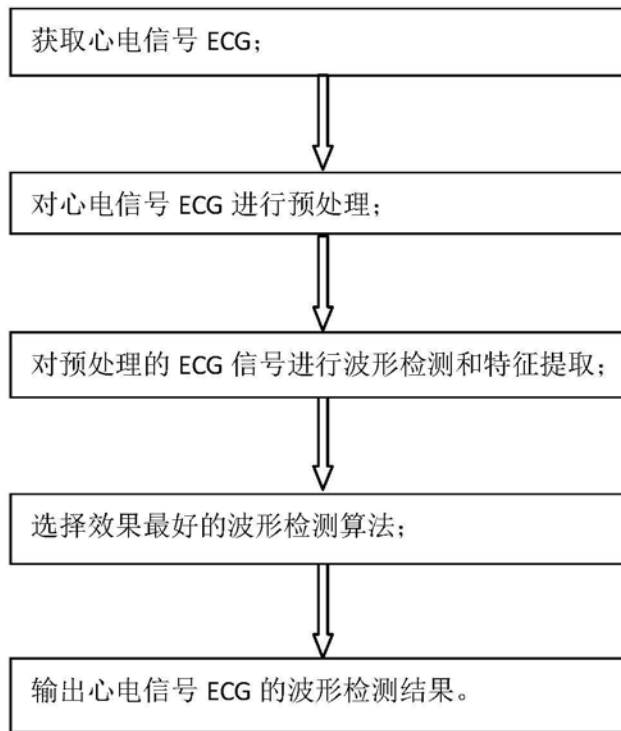 获取心电信号 ECG；
对心电信号 ECG 进行预处理；
对预处理的 ECG 信号进行波形检测和特征提取；
选择效果最好的波形检测算法；
输出心电信号 ECG 的波形检测结果。